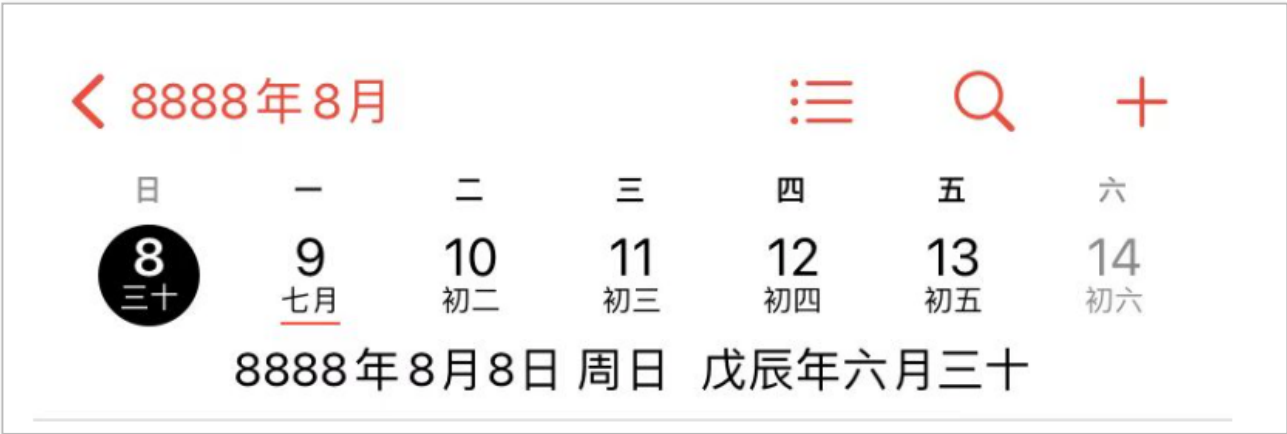 8888年8月
日 一 二 三 四 五 六
8 9 10 11 12 13 14
三十 七月 初二 初三 初四 初五 初六
8888年8月8日 周日 戊辰年六月三十